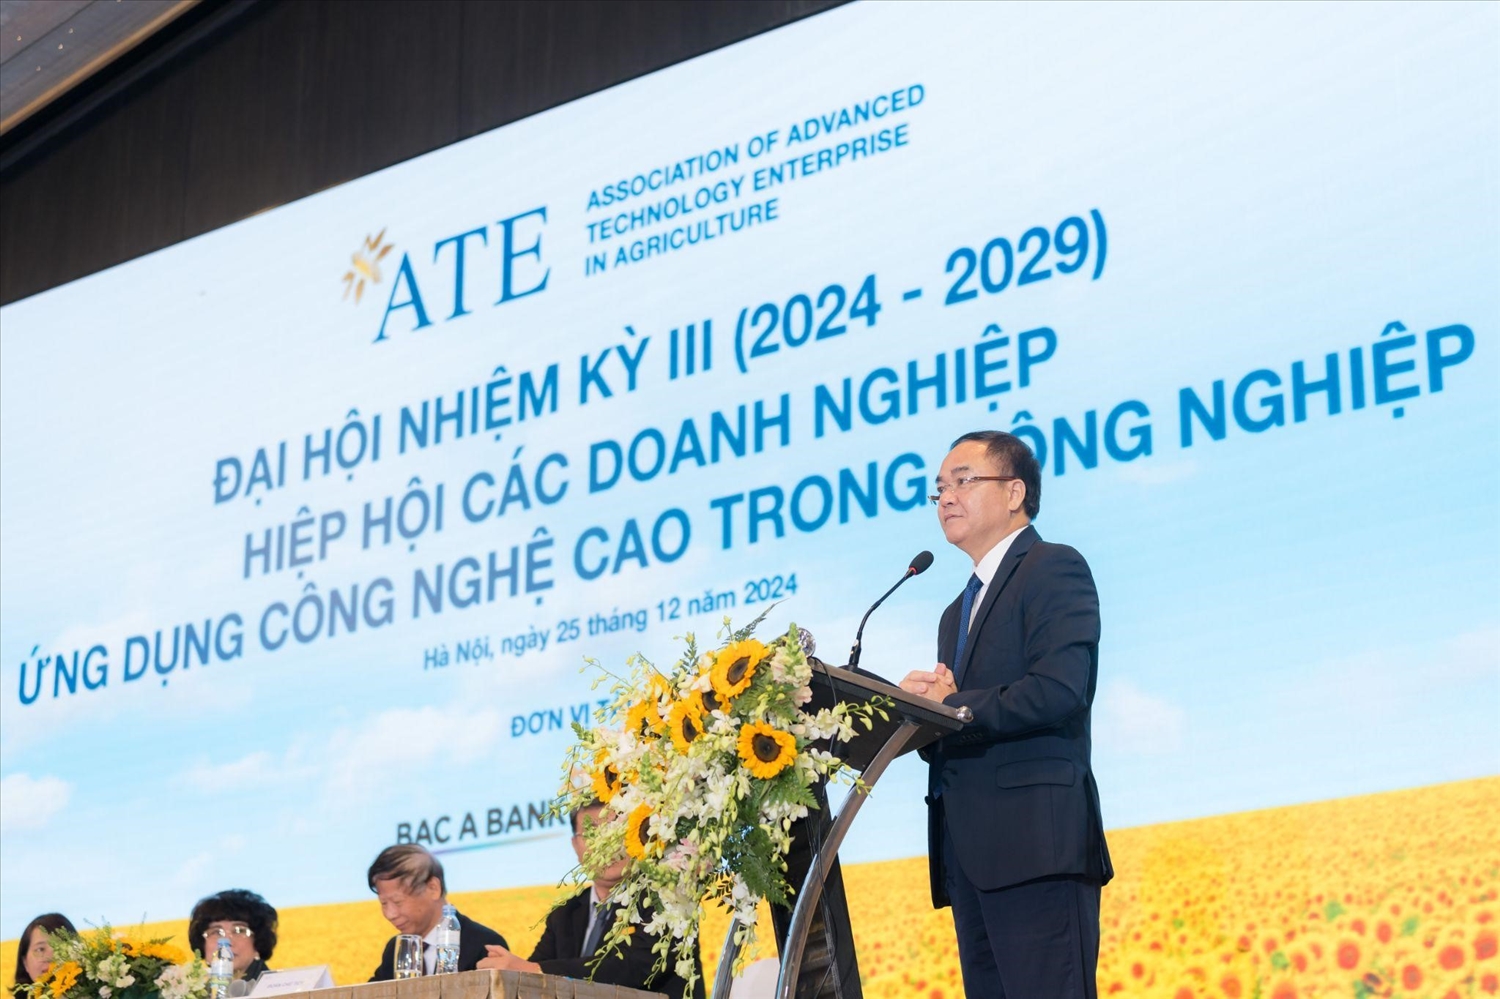 ATE
ASSOCIATION OF ADVANCED
TECHNOLOGY ENTERPRISE
IN AGRICULTURE
ĐẠI HỘI NHIỆM KỲ III (2024 - 2029)
HIỆP HỘI CÁC DOANH NGHIỆP
ỨNG DỤNG CÔNG NGHỆ CAO TRONG NÔNG NGHIỆP
Hà Nội, ngày 25 tháng 12 năm 2024
ĐƠN VỊ
BAC A BANK